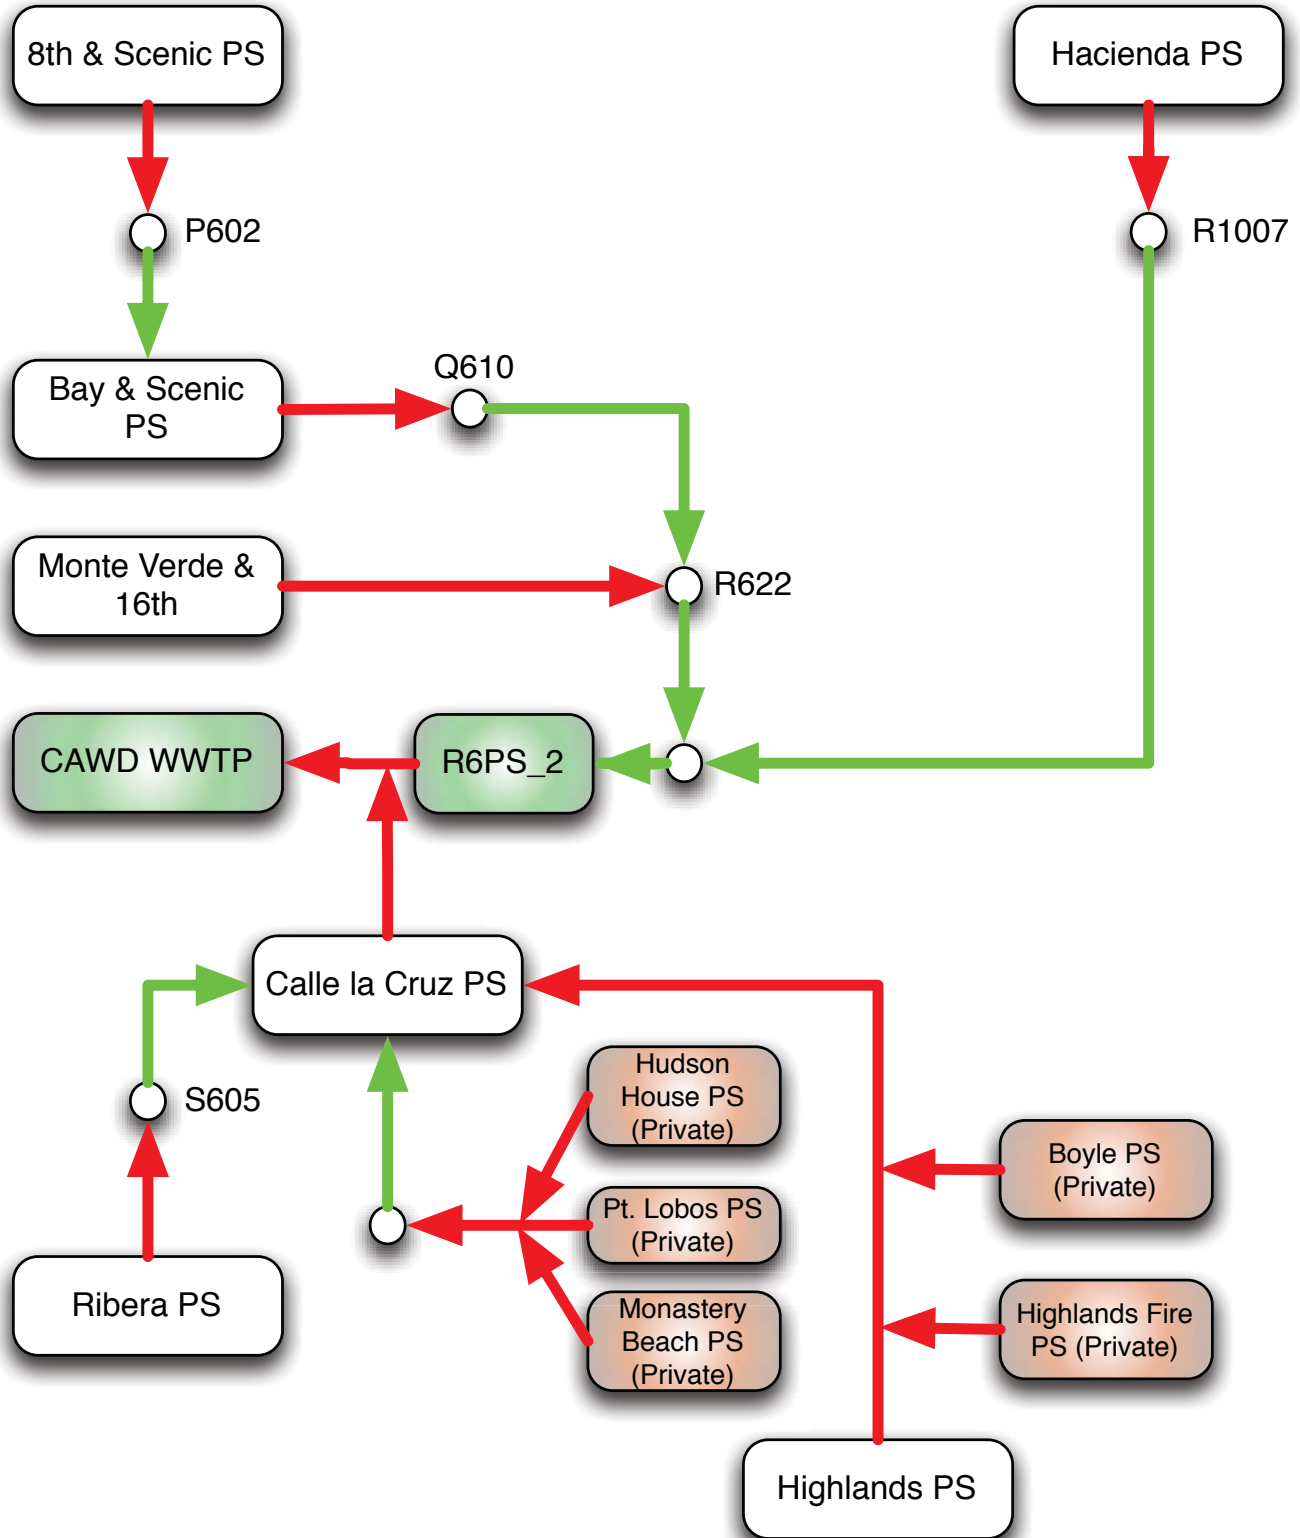 8th & Scenic PS
Hacienda PS
P602
R1007
Q610
Bay & Scenic
PS
Monte Verde &
16th
R622
CAWD WWTP
R6PS_2
Calle la Cruz PS
S605
Hudson
House PS
(Private)
Boyle PS
(Private)
Pt. Lobos PS
(Private)
Ribera PS
Monastery
Beach PS
(Private)
Highlands Fire
PS (Private)
Highlands PS